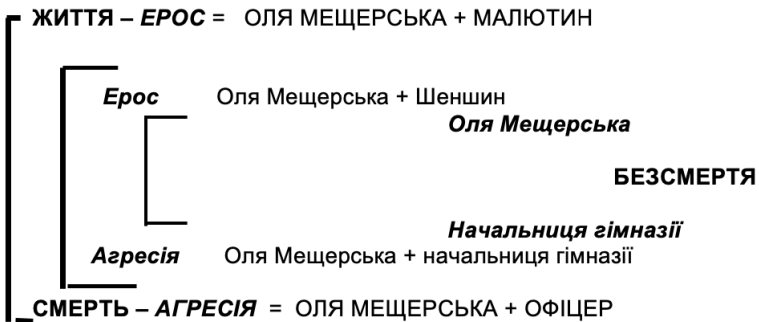 ЖИТТЯ – ЕРОС = ОЛЯ МЕЩЕРСЬКА + МАЛЮТИН
Ерос Оля Мещерська + Шеншин
Оля Мещерська
БЕЗСМЕРТЯ
Начальниця гімназії
Агресія Оля Мещерська + начальниця гімназії
СМЕРТЬ – АГРЕСІЯ = ОЛЯ МЕЩЕРСЬКА + ОФІЦЕР